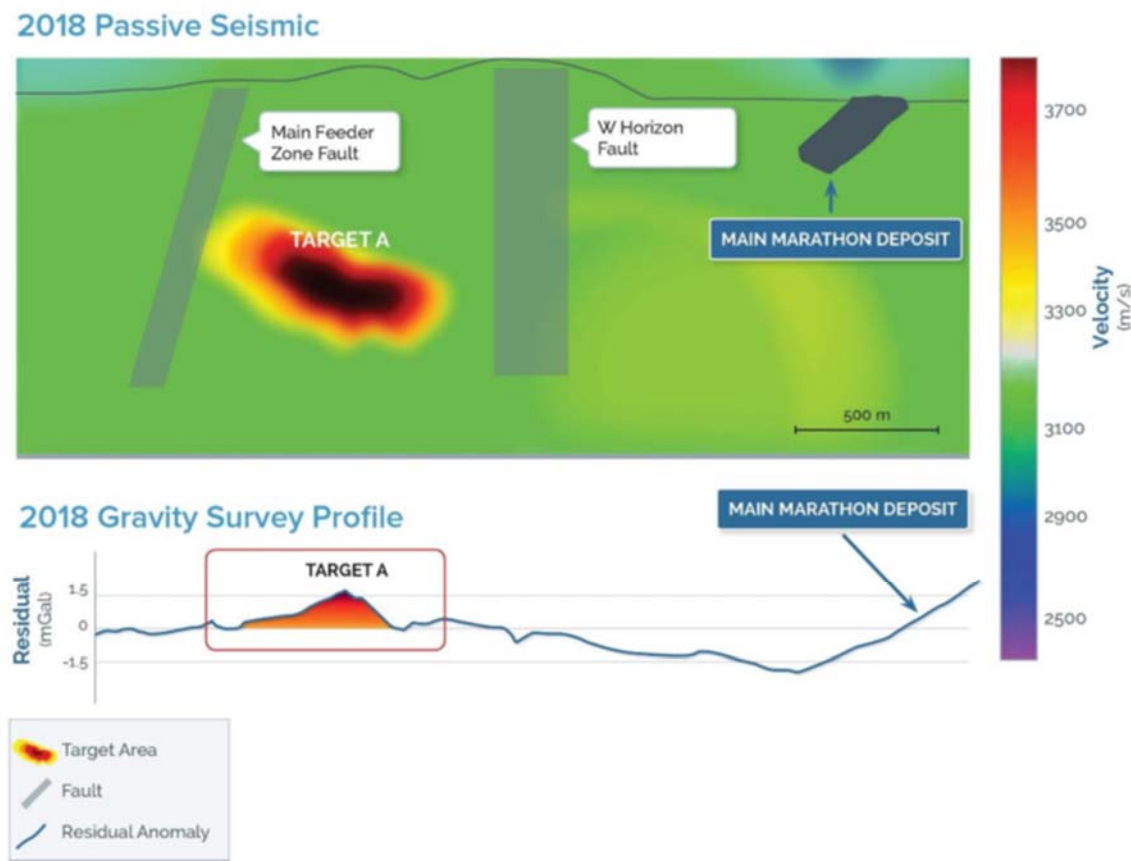 2018 Passive Seismic
Main Feeder
Zone Fault
W Horizon
Fault
TARGET A
MAIN MARATHON DEPOSIT
500 m
3700
3500
3300
3100
2900
2500
Velocity
(m/s)
2018 Gravity Survey Profile
MAIN MARATHON DEPOSIT
TARGET A
Residual
(mGal)
1.5
0
-1.5
Target Area
Fault
Residual Anomaly